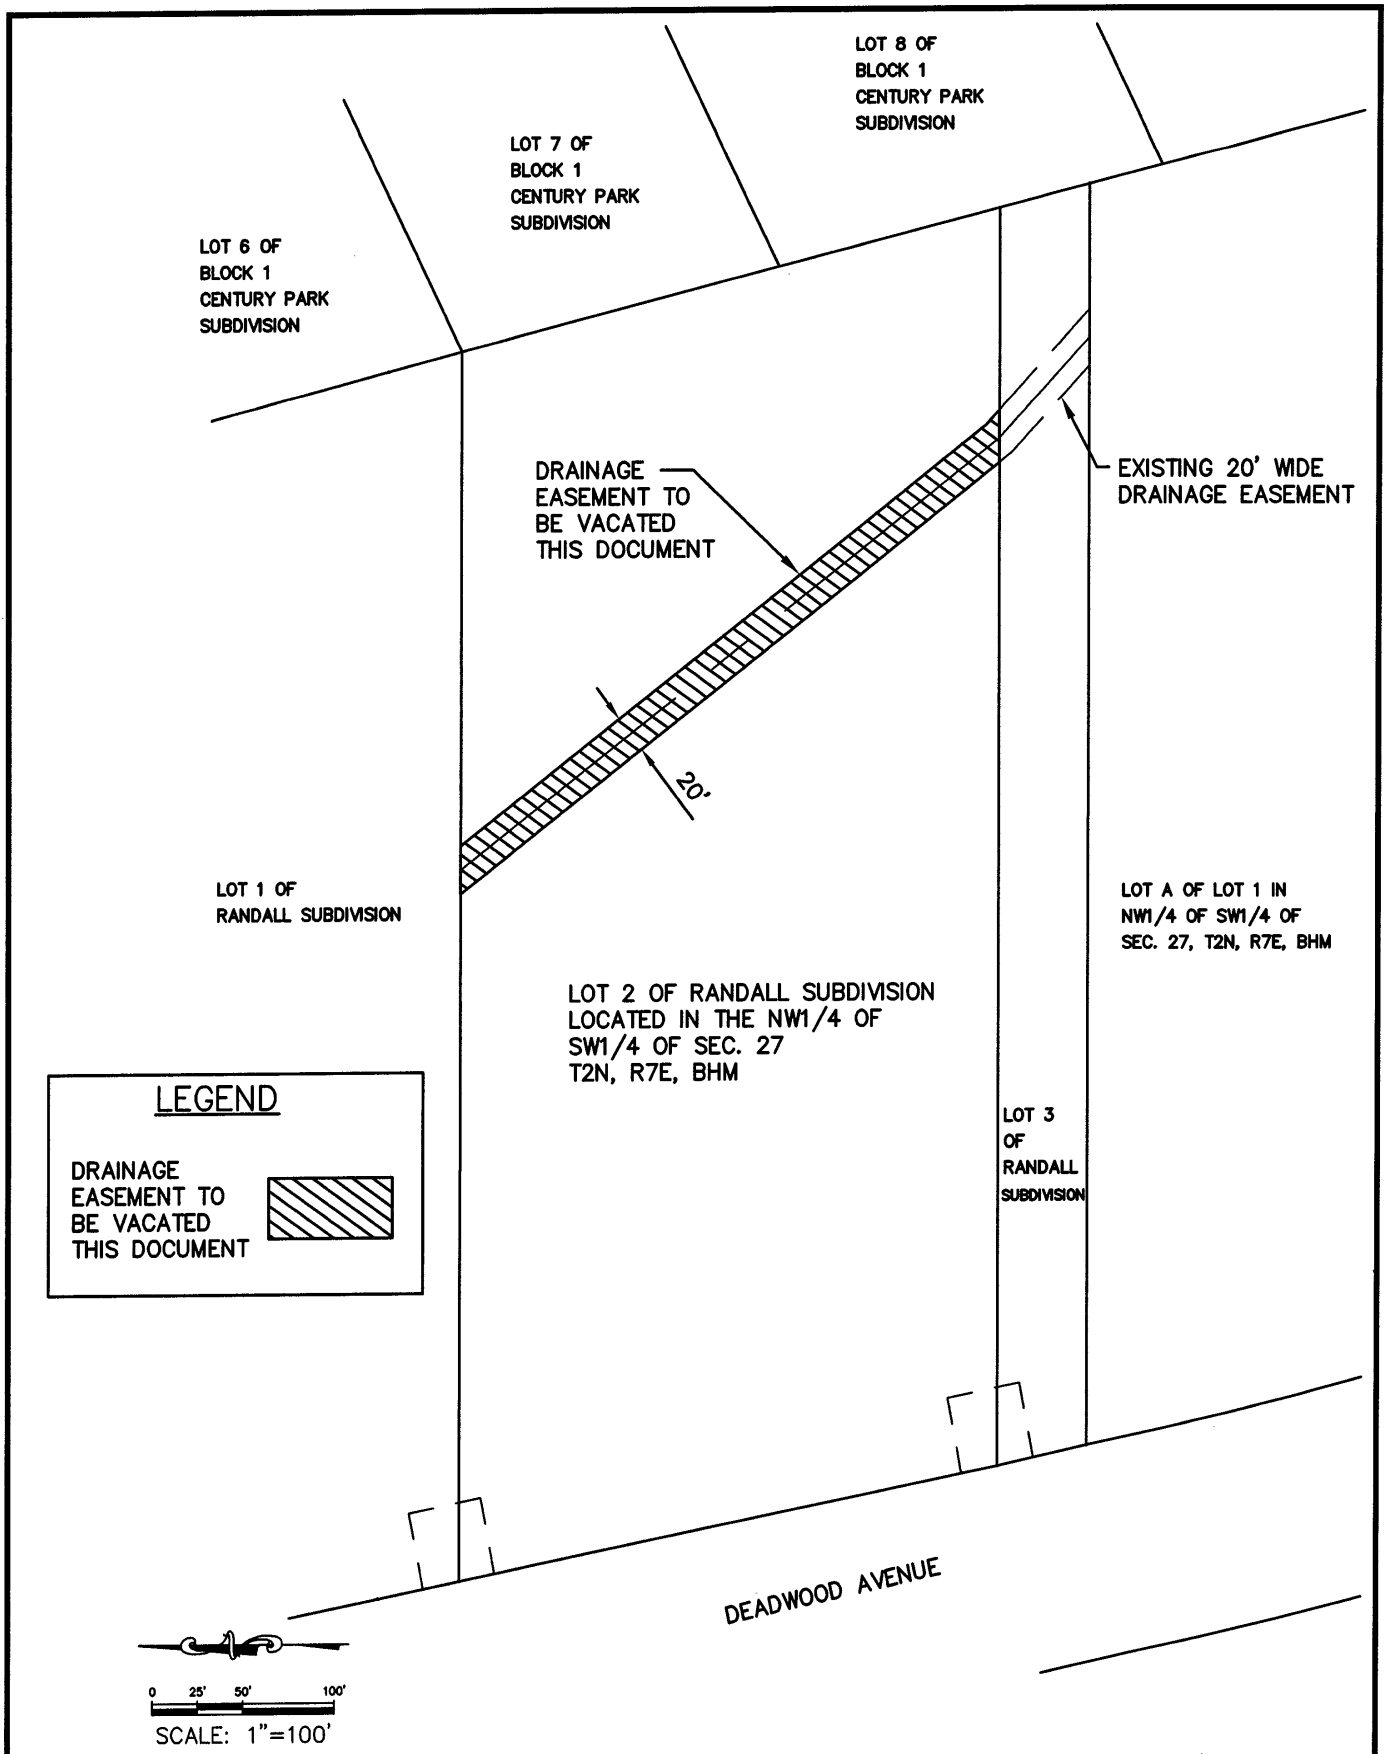 LOT 8 OF
BLOCK 1
CENTURY PARK
SUBDIVISION
LOT 7 OF
BLOCK 1
CENTURY PARK
SUBDIVISION
LOT 6 OF
BLOCK 1
CENTURY PARK
SUBDIVISION
DRAINAGE
EASEMENT TO
BE VACATED
THIS DOCUMENT
EXISTING 20' WIDE
DRAINAGE EASEMENT
20'
LOT 1 OF
RANDALL SUBDIVISION
LOT A OF LOT 1 IN
NW1/4 OF SW1/4 OF
SEC. 27, T2N, R7E, BHM
LOT 2 OF RANDALL SUBDIVISION
LOCATED IN THE NW1/4 OF
SW1/4 OF SEC. 27
T2N, R7E, BHM
LEGEND
DRAINAGE
EASEMENT TO
BE VACATED
THIS DOCUMENT
LOT 3
OF
RANDALL
SUBDIVISION
DEADWOOD AVENUE
0 25' 50' 100'
SCALE: 1"=100'